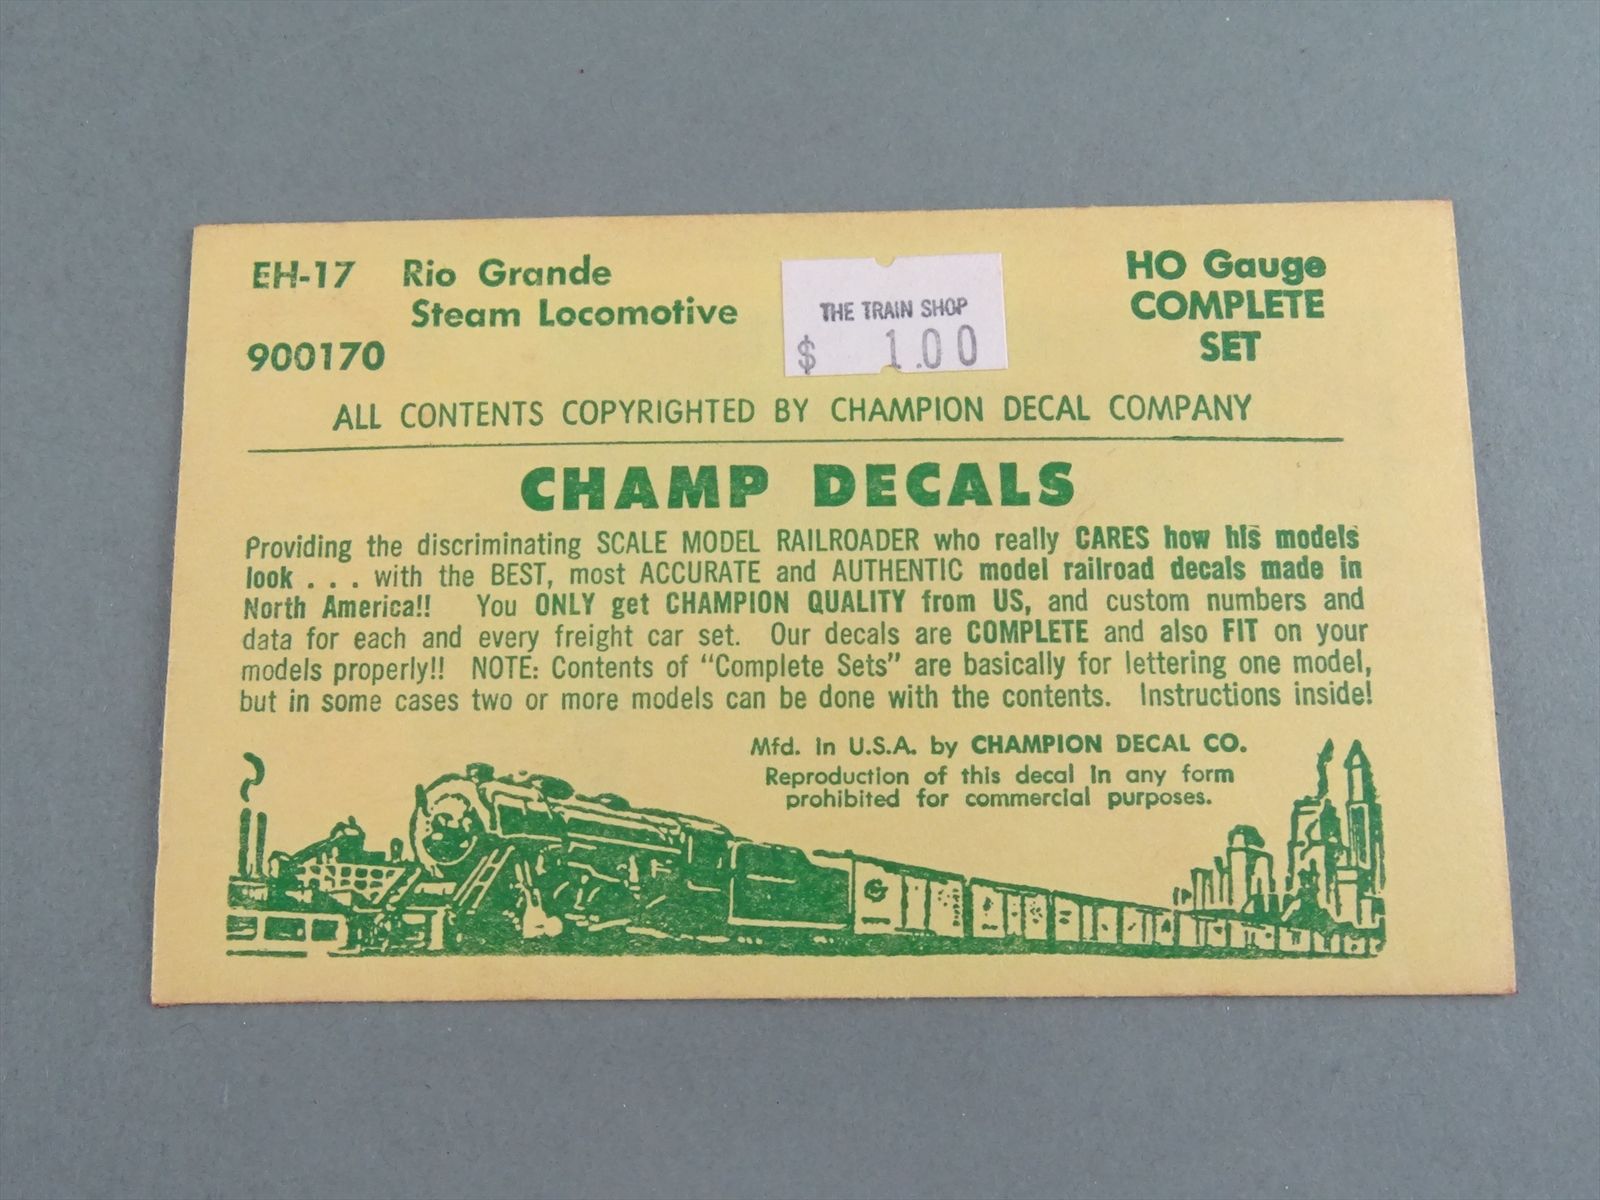 EH-17 Rio Grande
Steam Locomotive
900170
THE TRAIN SHOP
$ 1.00
HO Gauge
COMPLETE
SET
ALL CONTENTS COPYRIGHTED BY CHAMPION DECAL COMPANY
CHAMP DECALS
Providing the discriminating SCALE MODEL RAILROADER who really CARES how his models
look . . . with the BEST, most ACCURATE and AUTHENTIC model railroad decals made in
North America!! You ONLY get CHAMPION QUALITY from US, and custom numbers and
data for each and every freight car set. Our decals are COMPLETE and also FIT on your
models properly!! NOTE: Contents of "Complete Sets" are basically for lettering one model,
but in some cases two or more models can be done with the contents. Instructions inside!
Mfd. in U.S.A. by CHAMPION DECAL CO.
Reproduction of this decal in any form
prohibited for commercial purposes.
G